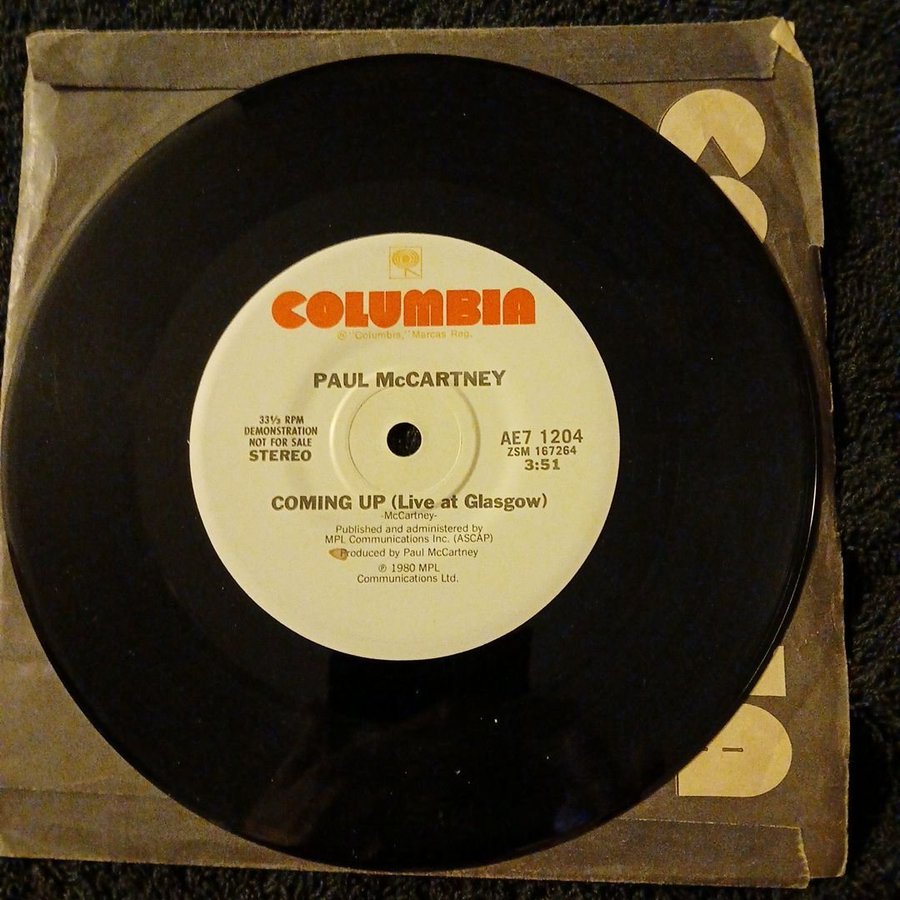 COLUMBIA
® "Columbia," Marcas Reg.
PAUL McCARTNEY
33⅓ RPM
DEMONSTRATION
NOT FOR SALE
STEREO
AE7 1204
ZSM 167264
3:51
COMING UP (Live at Glasgow)
-McCartney-
Published and administered by
MPL Communications Inc. (ASCAP)
Produced by Paul McCartney
℗ 1980 MPL
Communications Ltd.